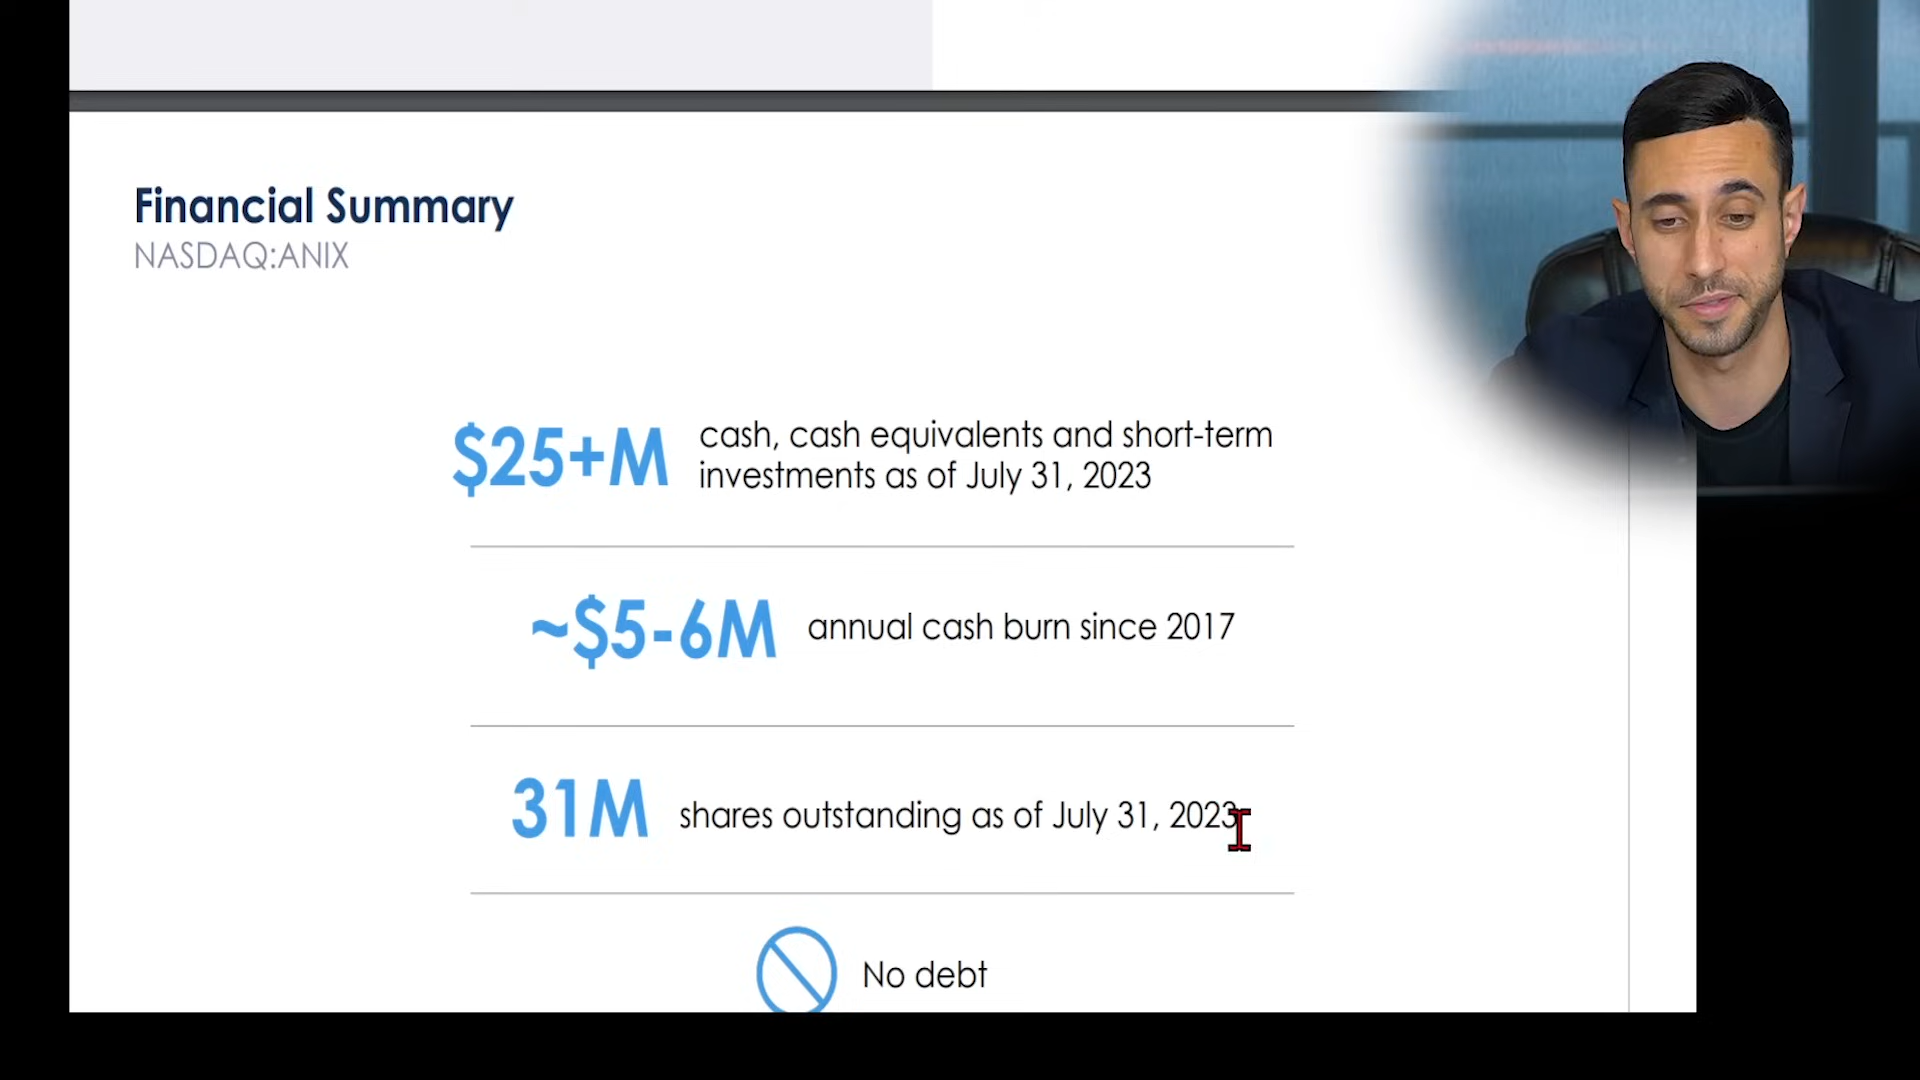 Financial Summary
NASDAQ:ANIX
$25+M
cash, cash equivalents and short-term
investments as of July 31, 2023
~$5-6M
annual cash burn since 2017
31M
shares outstanding as of July 31, 2023
No debt